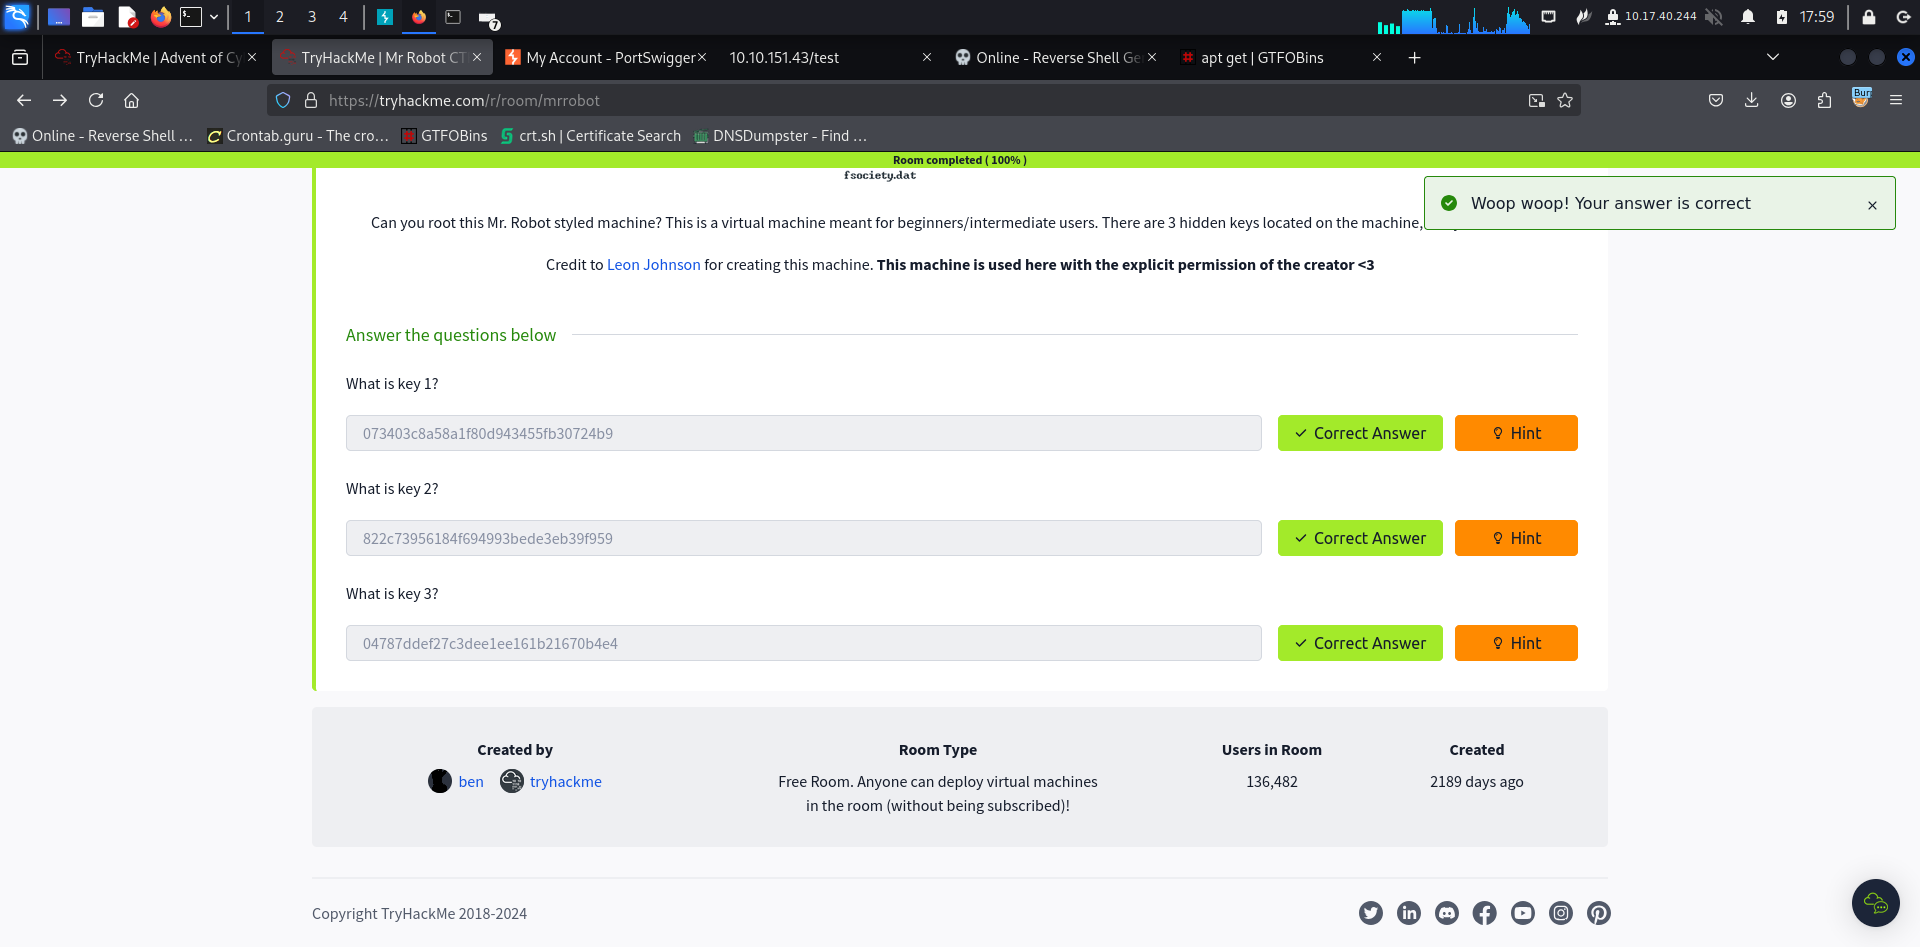 1 2 3 4 7 10.17.40.244 17:59
TryHackMe | Advent of Cy TryHackMe | Mr Robot CT My Account - PortSwigger 10.10.151.43/test Online - Reverse Shell Ge apt get | GTFOBins
https://tryhackme.com/r/room/mrrobot Burp
Online - Reverse Shell ... Crontab.guru - The cro... GTFOBins crt.sh | Certificate Search DNSDumpster - Find ...
Room completed ( 100% )
fsociety.dat
Woop woop! Your answer is correct
Can you root this Mr. Robot styled machine? This is a virtual machine meant for beginners/intermediate users. There are 3 hidden keys located on the machine,
Credit to Leon Johnson for creating this machine. This machine is used here with the explicit permission of the creator <3
Answer the questions below
What is key 1?
073403c8a58a1f80d943455fb30724b9 Correct Answer Hint
What is key 2?
822c73956184f694993bede3eb39f959 Correct Answer Hint
What is key 3?
04787ddef27c3dee1ee161b21670b4e4 Correct Answer Hint
Created by Room Type Users in Room Created
ben tryhackme Free Room. Anyone can deploy virtual machines 136,482 2189 days ago
in the room (without being subscribed)!
Copyright TryHackMe 2018-2024